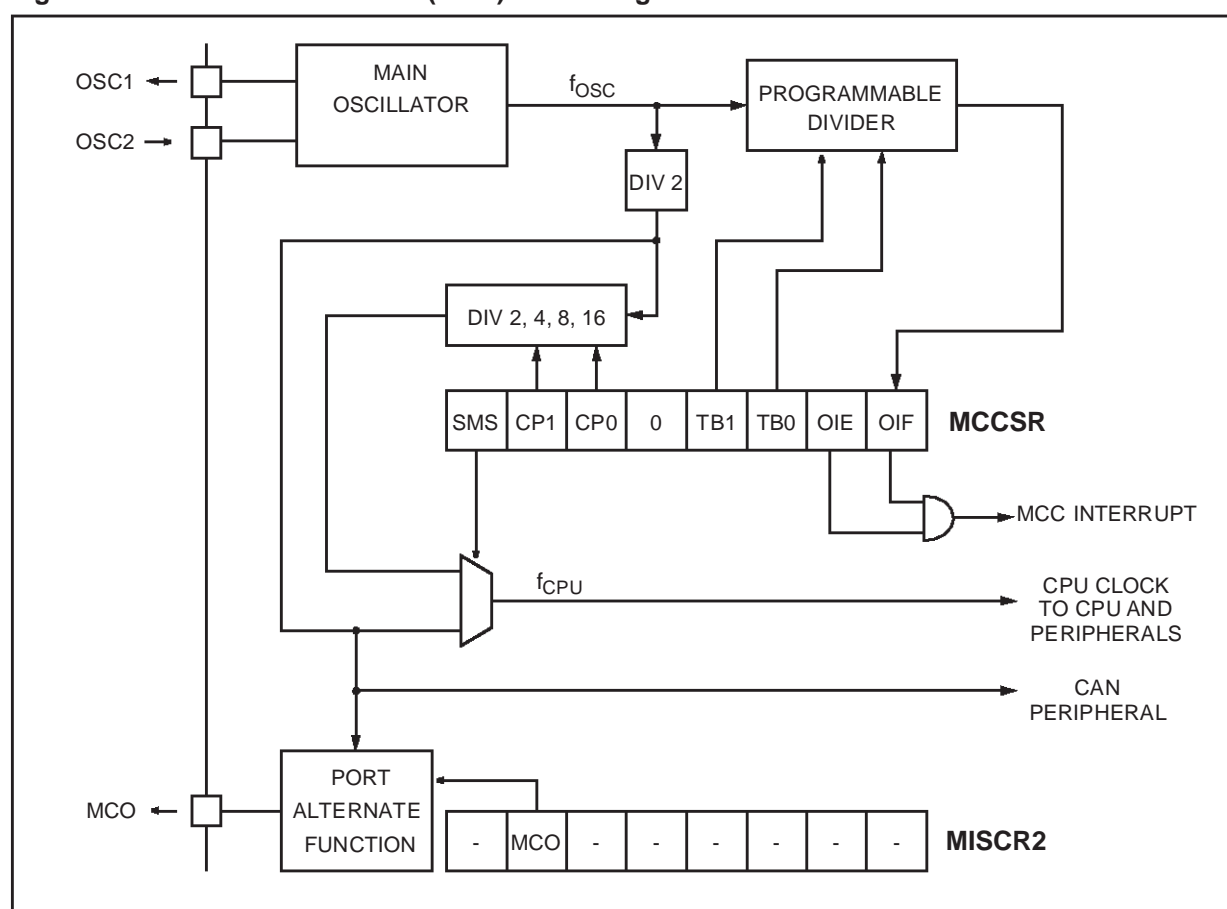 MAIN
OSCILLATOR
OSC1
OSC2
fOSC
PROGRAMMABLE
DIVIDER
DIV 2
DIV 2, 4, 8, 16
SMS CP1 CP0 0 TB1 TB0 OIE OIF
MCCSR
MCC INTERRUPT
fCPU
CPU CLOCK
TO CPU AND
PERIPHERALS
CAN
PERIPHERAL
MCO
PORT
ALTERNATE
FUNCTION
- MCO - - - - - -
MISCR2